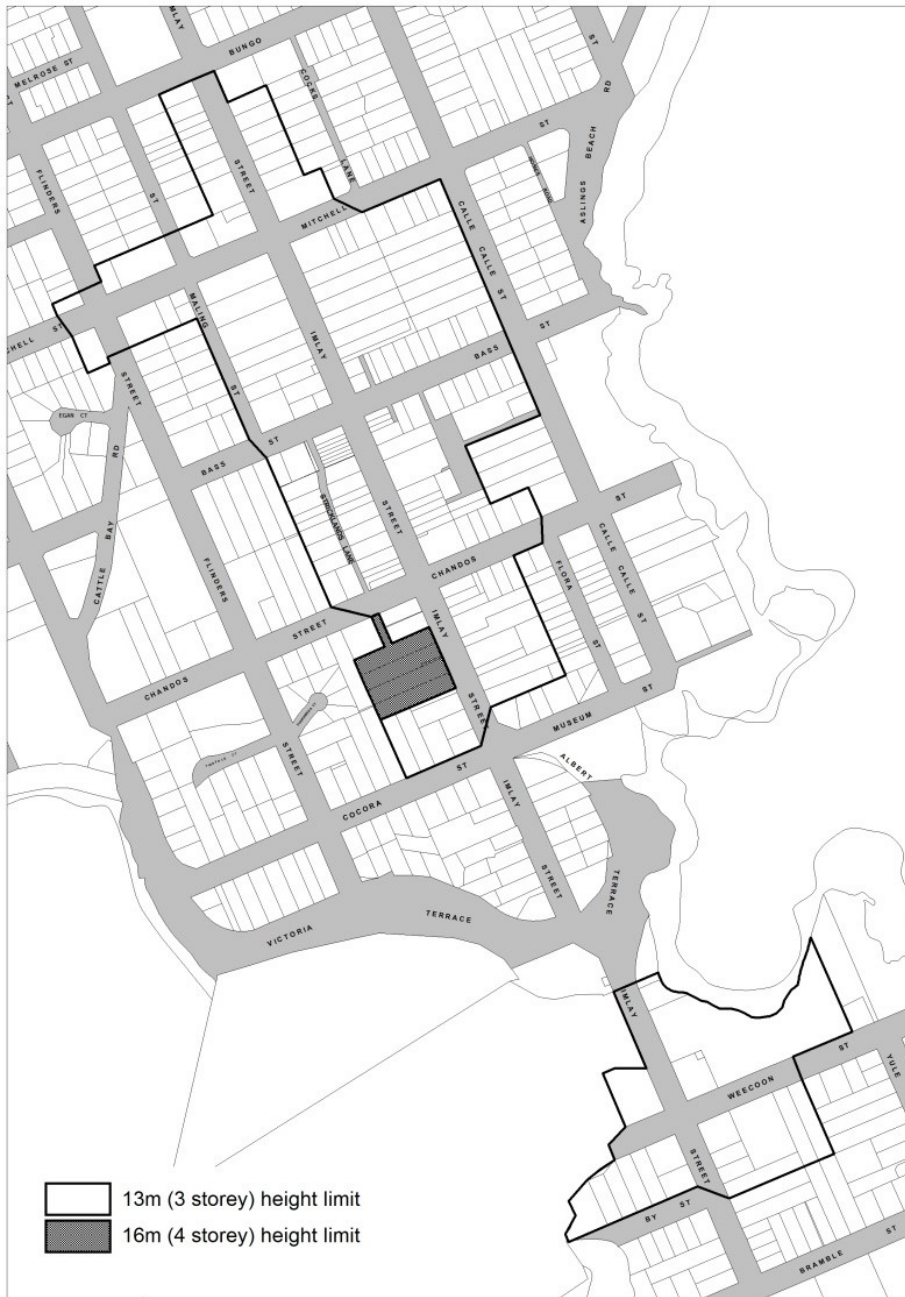 IMLAY
BUNGO
MELROSE ST
ST
ST
COCKS
LANE
RD
ASLINGS BEACH
ST
FLINDERS
STREET
ST
MITCHELL
CALLE CALLE ST
CHELL ST
MALING
ST
IMLAY
BASS
ST
STREET
EGAN CT
CATTLE BAY RD
BASS
ST
STRICKLANDS LANE
STREET
FLINDERS
CHANDOS
ST
CALLE CALLE ST
FLORA
ST
IMLAY
STREET
CHANDOS
STREET
MUSEUM
ST
STREET
ALBERT
COCORA
ST
IMLAY
STREET
TERRACE
VICTORIA
TERRACE
IMLAY
WEECOON
ST
YULE
STREET
BY ST
BRAMBLE
ST
13m (3 storey) height limit
16m (4 storey) height limit